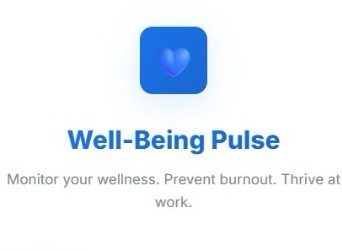 Well-Being Pulse
Monitor your wellness. Prevent burnout. Thrive at
work.